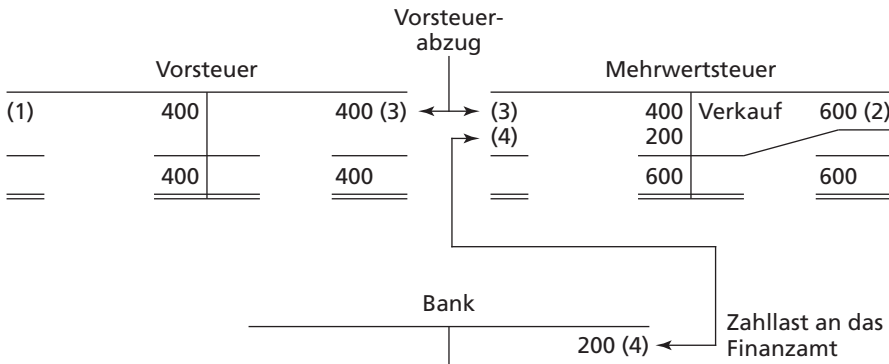 Vorsteuer-
abzug
Vorsteuer
Mehrwertsteuer
(1) 400 400 (3) (3) 400 Verkauf 600 (2)
(4) 200
400 400 600 600
Bank
200 (4)
Zahllast an das
Finanzamt